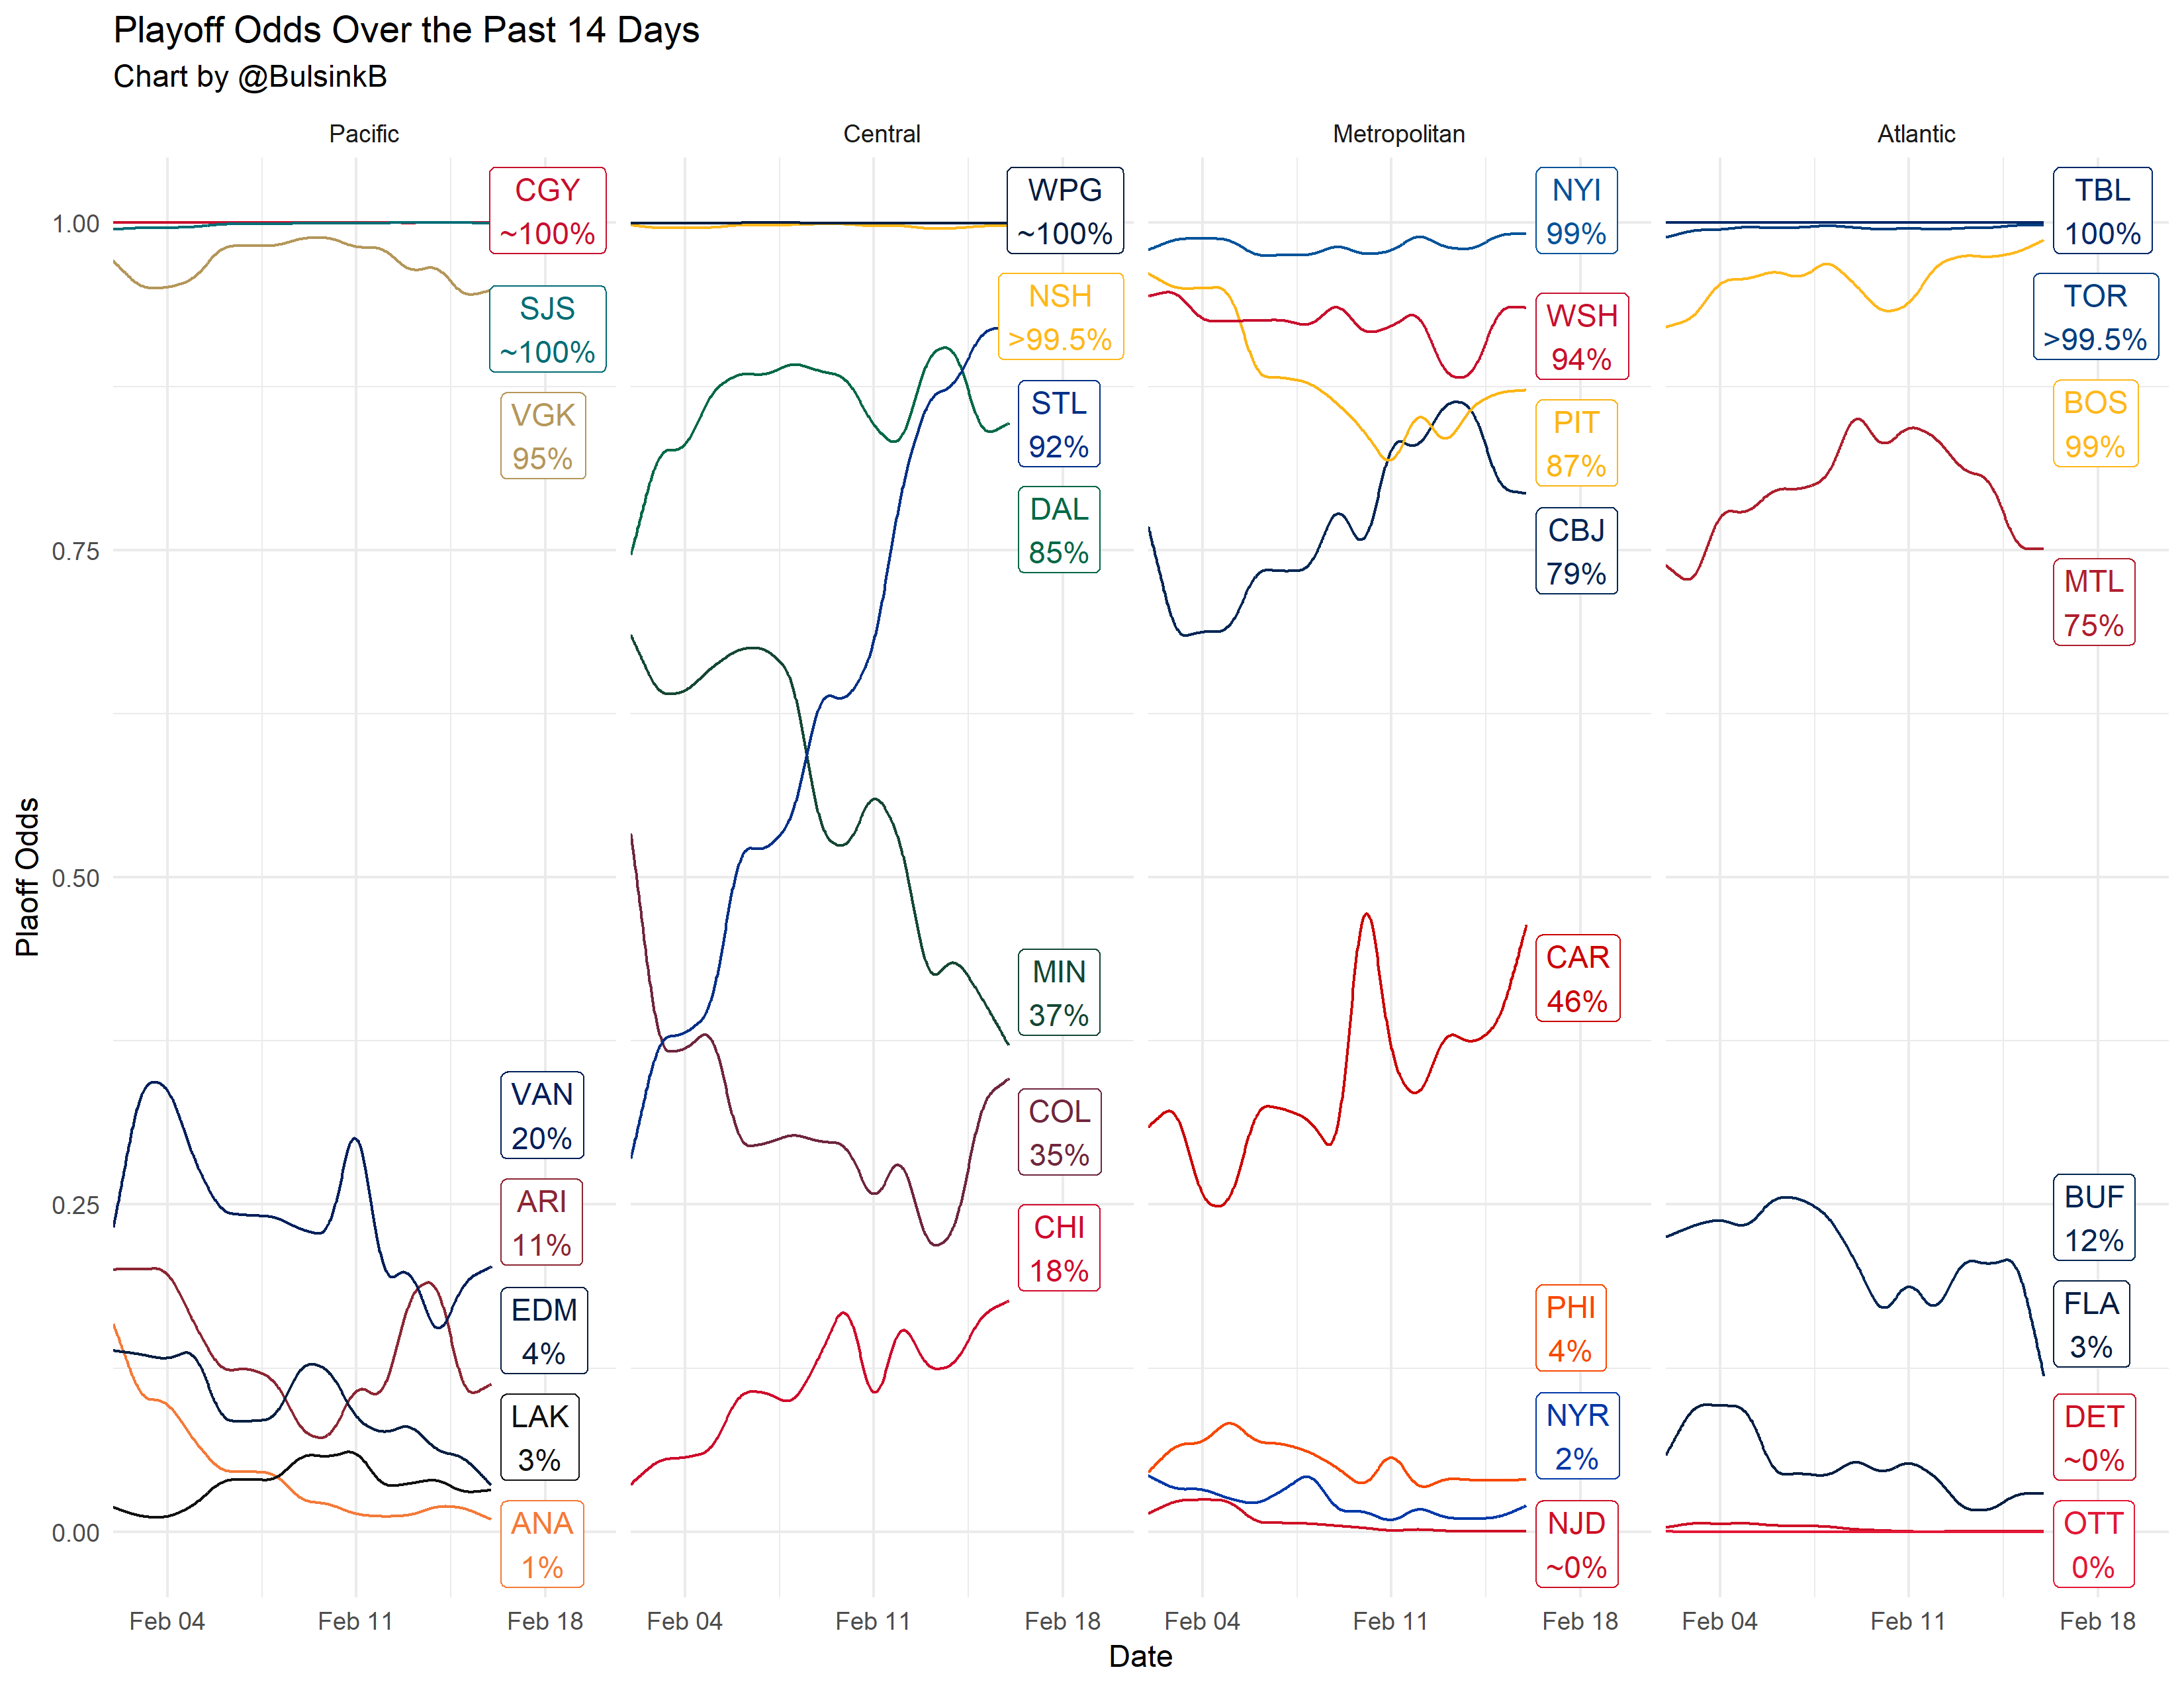 Playoff Odds Over the Past 14 Days
Chart by @BulsinkB
Pacific
Central
Metropolitan
Atlantic
Plaoff Odds
1.00
0.75
0.50
0.25
0.00
CGY
~100%
SJS
~100%
VGK
95%
VAN
20%
ARI
11%
EDM
4%
LAK
3%
ANA
1%
WPG
~100%
NSH
>99.5%
STL
92%
DAL
85%
MIN
37%
COL
35%
CHI
18%
NYI
99%
WSH
94%
PIT
87%
CBJ
79%
CAR
46%
PHI
4%
NYR
2%
NJD
~0%
TBL
100%
TOR
>99.5%
BOS
99%
MTL
75%
BUF
12%
FLA
3%
DET
~0%
OTT
0%
Feb 04
Feb 11
Feb 18
Feb 04
Feb 11
Feb 18
Feb 04
Feb 11
Feb 18
Feb 04
Feb 11
Feb 18
Date